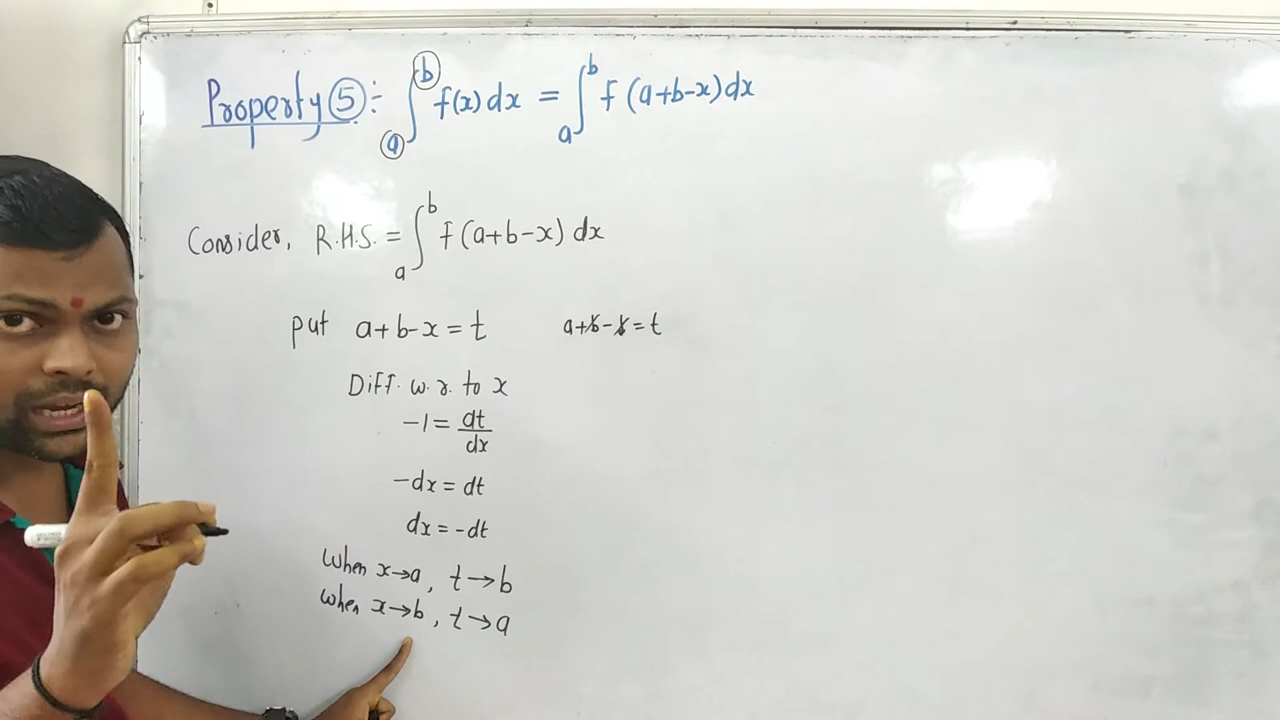 Property ⑤ :- ∫ₐᵇ f(x) dx = ∫ₐᵇ f (a+b-x) dx
Consider, R.H.S. = ∫ₐᵇ f (a+b-x) dx
put a+b-x = t a+b-b = t
Diff. w.r. to x
-1 = dt/dx
-dx = dt
dx = -dt
When x→a, t→b
When x→b, t→a